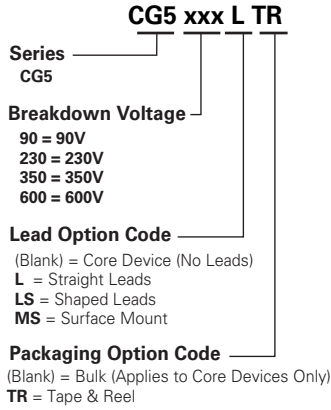 CG5 xxx L TR
Series
CG5
Breakdown Voltage
90 = 90V
230 = 230V
350 = 350V
600 = 600V
Lead Option Code
(Blank) = Core Device (No Leads)
L = Straight Leads
LS = Shaped Leads
MS = Surface Mount
Packaging Option Code
(Blank) = Bulk (Applies to Core Devices Only)
TR = Tape & Reel